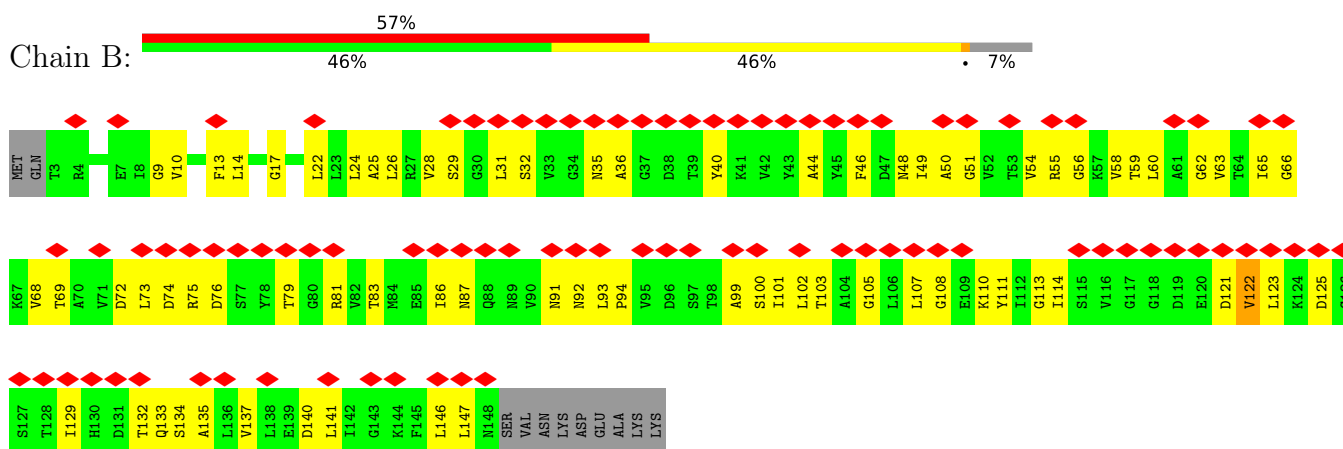 57%
Chain B:
46% 46% • 7%
MET GLN T3 R4 E7 I8 G9 V10 F13 L14 G17 L22 L23 L24 A25 L26 R27 V28 S29 G30 L31 S32 V33 G34 N35 A36 G37 D38 T39 Y40 K41 V42 Y43 A44 Y45 F46 D47 N48 I49 A50 G51 V52 T53 V54 R55 G56 K57 V58 T59 L60 A61 G62 V63 T64 I65 G66
K67 V68 T69 A70 V71 D72 L73 D74 R75 D76 S77 Y78 T79 G80 R81 V82 T83 M84 E85 I86 N87 Q88 N89 V90 N91 N92 L93 P94 V95 D96 S97 T98 A99 S100 I101 L102 T103 A104 G105 L106 L107 G108 E109 K110 Y111 I112 G113 I114 S115 V116 G117 G118 D119 E120 D121 V122 L123 K124 D125
S127 T128 I129 H130 D131 T132 Q133 S134 A135 L136 V137 L138 E139 D140 L141 I142 G143 K144 F145 L146 L147 N148 SER VAL ASN LYS ASP GLU ALA LYS LYS